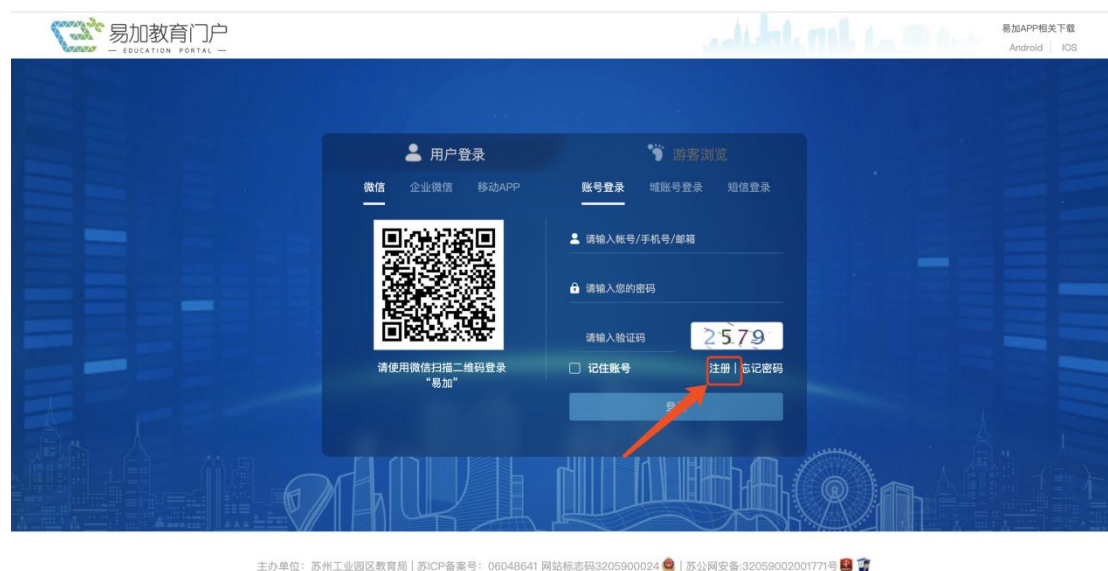 易加教育门户
EDUCATION PORTAL
易加APP相关下载
Android | IOS
用户登录
游客浏览
微信 企业微信 移动APP
账号登录 域账号登录 短信登录
请输入帐号/手机号/邮箱
请输入您的密码
请输入验证码
2579
请使用微信扫描二维码登录
“易加”
记住账号
注册 | 忘记密码
登
主办单位：苏州工业园区教育局 | 苏ICP备案号：06048641 网站标志码3205900024 | 苏公网安备:32059002001771号